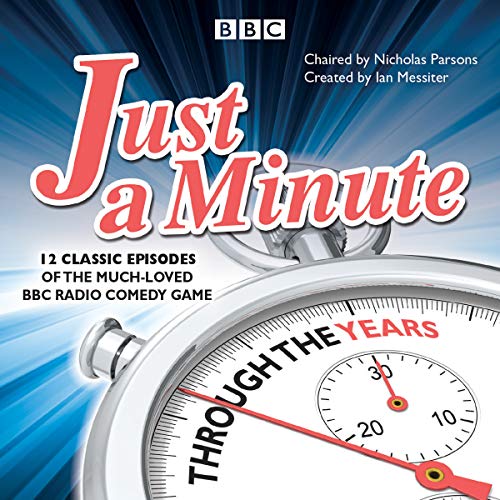 BBC
Chaired by Nicholas Parsons
Created by Ian Messiter
Just
a Minute
12 CLASSIC EPISODES
OF THE MUCH-LOVED
BBC RADIO COMEDY GAME
THROUGH THE YEARS
30
20
10